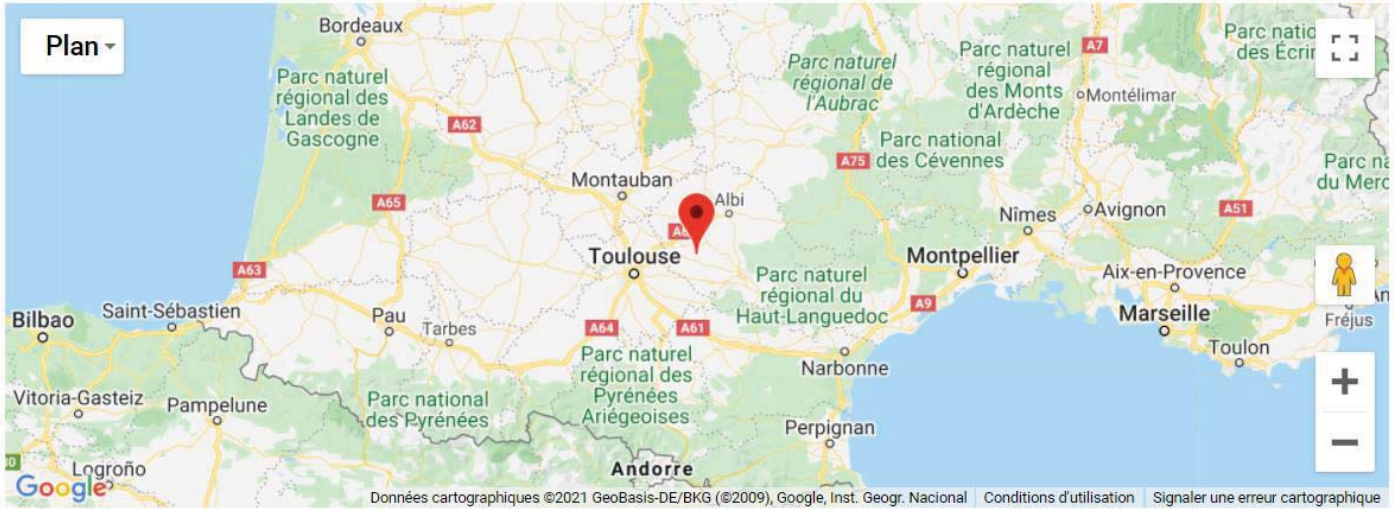 Plan
Bordeaux
Parc naturel
régional des
Landes de
Gascogne
A62
Parc naturel
régional de
l'Aubrac
Parc naturel
régional
des Monts
d'Ardèche
A7
Montélimar
Parc natio
des Écrin
Parc national
des Cévennes
A75
Parc na
du Merc
Montauban
Albi
A65
A6
Toulouse
Nîmes
Avignon
A51
Montpellier
Aix-en-Provence
A63
Parc naturel
régional du
Haut-Languedoc
A9
Marseille
Fréjus
Bilbao
Saint-Sébastien
Pau
Tarbes
A64
A61
Toulon
Parc naturel
régional des
Pyrénées
Ariégeoises
Narbonne
Vitoria-Gasteiz
Pampelune
Parc national
des Pyrénées
Perpignan
Logroño
Andorre
Google
Données cartographiques ©2021 GeoBasis-DE/BKG (©2009), Google, Inst. Geogr. Nacional
Conditions d'utilisation
Signaler une erreur cartographique